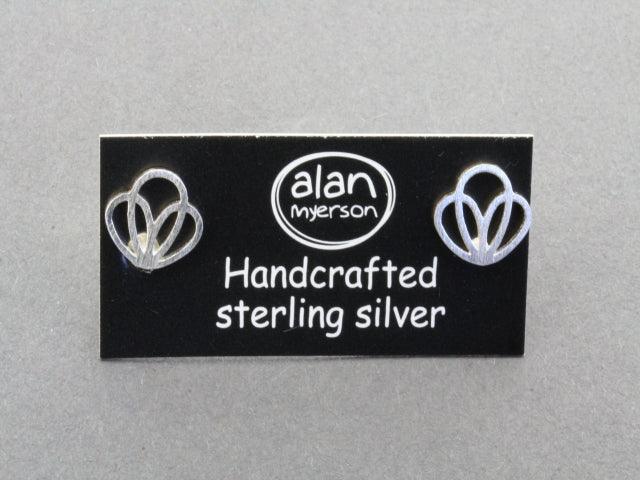 alan
myerson
Handcrafted
sterling silver